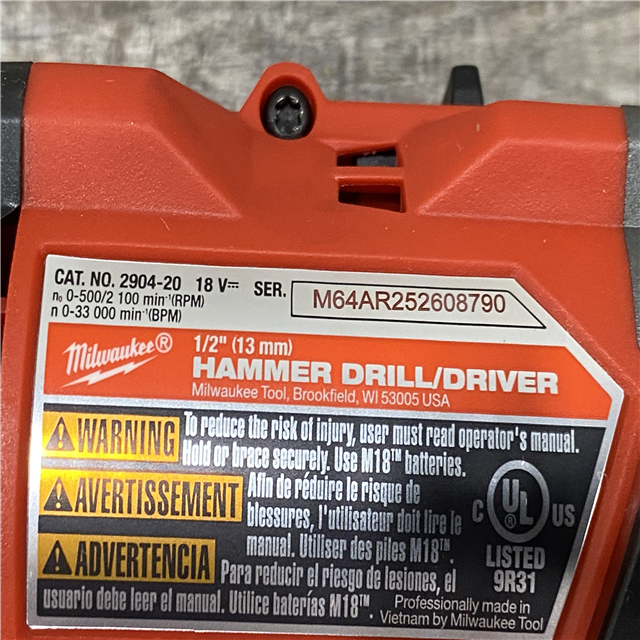 CAT. NO. 2904-20 18 V⎓ SER. M64AR252608790
n₀ 0-500/2 100 min⁻¹(RPM)
n 0-33 000 min⁻¹(BPM)
Milwaukee®
1/2" (13 mm)
HAMMER DRILL/DRIVER
Milwaukee Tool, Brookfield, WI 53005 USA
WARNING To reduce the risk of injury, user must read operator's manual.
Hold or brace securely. Use M18™ batteries.
AVERTISSEMENT Afin de réduire le risque de
blessures, l'utilisateur doit lire le
manual. Utiliser des piles M18™.
ADVERTENCIA Para reducir el riesgo de lesiones, el
usuario debe leer el manual. Utilice baterías M18™.
C UL® US
LISTED
9R31
Professionally made in
Vietnam by Milwaukee Tool